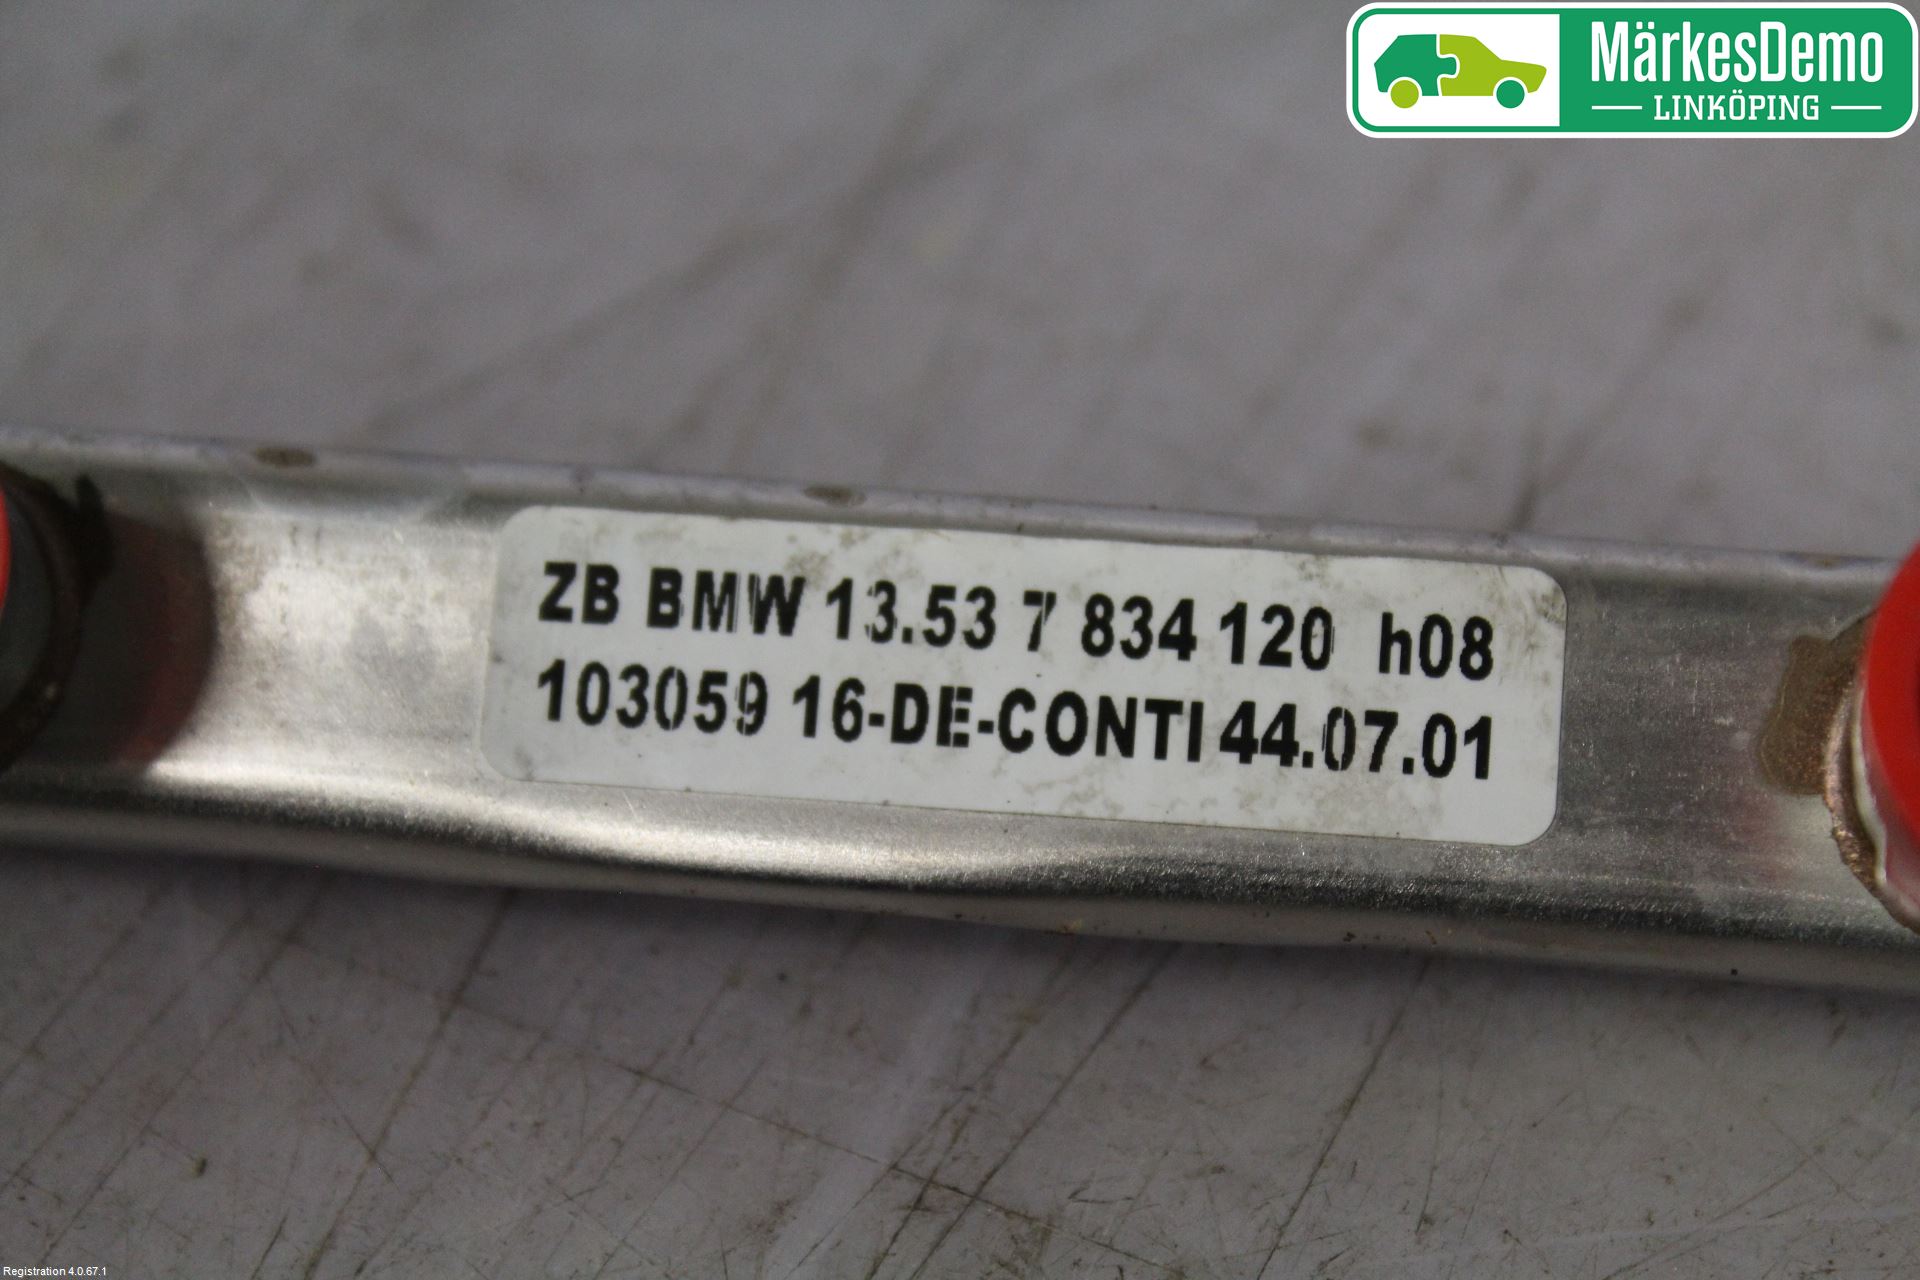 MärkesDemo
LINKÖPING
ZB BMW 13.53 7 834 120 h08
103059 16-DE-CONTI 44.07.01
Registration 4.0.67.1